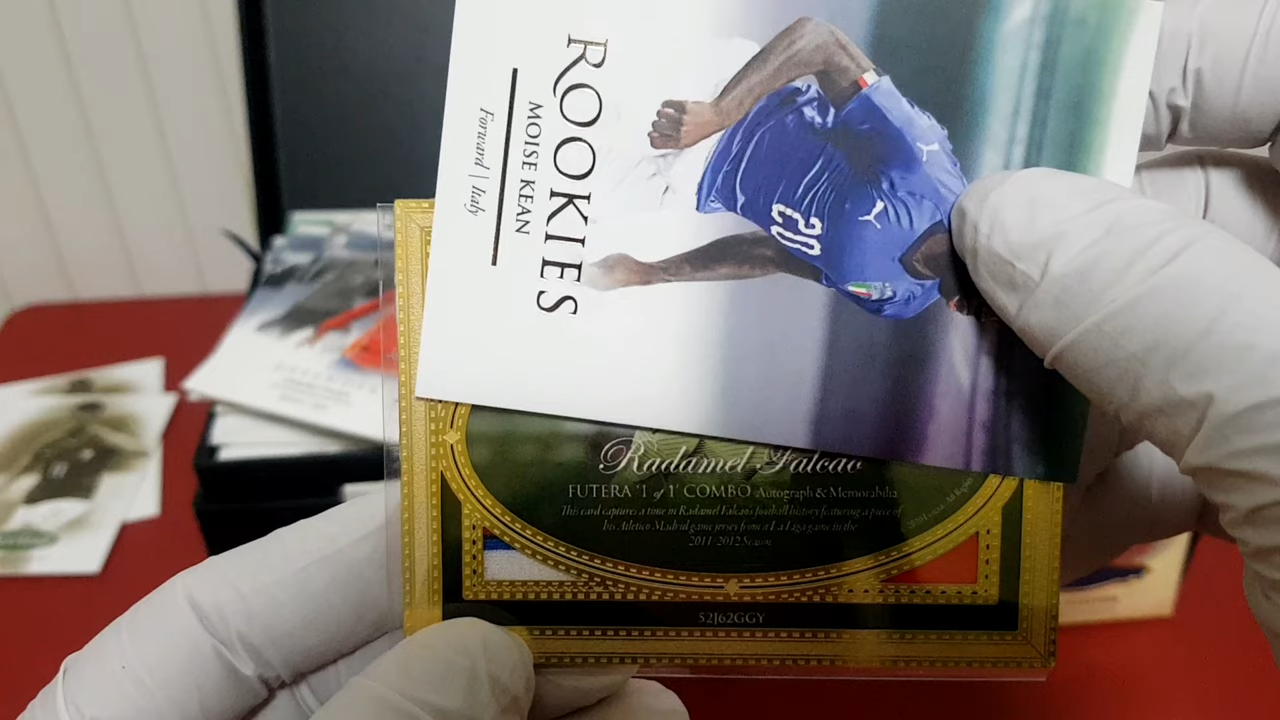 ROOKIES
MOISE KEAN
Forward | Italy
20
Radamel Falcao
FUTERA '1 of 1' COMBO Autograph & Memorabilia
This card captures a time in Radamel Falcao's football history featuring a piece of
his Atletico Madrid game jersey from a La Liga game in the
2011/2012 Season
52J62GGY